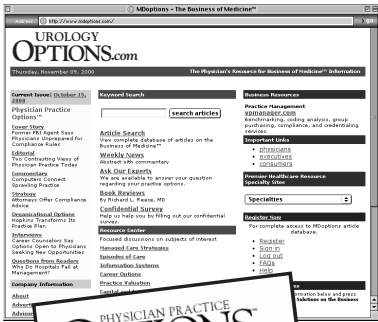 MDoptions - The Business of Medicine™
Address
http://www.mdoptions.com/
go
UROLOGY
OPTIONS.com
Thursday, November 09, 2000
The Physician's Resource for Business of Medicine™ Information
Current Issue: October 15, 2000
Physician Practice
Options™
Cover Story
Former FBI Agent Says
Physicians Unprepared for
Compliance Rules
Editorial
Two Contrasting Views of
Physician Practice Today
Commentary
Computers Connect
Sprawling Practice
Strategy
Attorneys Offer Compliance
Advice
Organizational Options
Hopkins Transforms Its
Practice Plan
Interviews
Career Counselors Say
Options Open to Physicians
Seeking New Opportunities
Questions from Readers
Why Do Hospitals Fail at
Management?
Company Information
About
Keyword Search
search articles
Article Search
View complete database of articles on the
Business of Medicine™
Weekly News
Abstract with commentary
Ask Our Experts
We are available to answer your question
regarding your practice options.
Book Reviews
By Richard L. Reece, MD
Confidential Survey
Help us help you by filling out our confidential
survey.
Resource Center
Focused discussions on subjects of interest
Managed Care Strategies
Episodes of Care
Information Systems
Career Options
Practice Valuation
Business Resources
Practice Management
vpmanager.com
Benchmarking, coding analysis, group
purchasing, compliance, and credentialing
services.
Important Links
• physicians
• executives
• consumers
Premier Healthcare Resource
Specialty Sites
Specialties
Register Now
For complete access to MDoptions article
database.
• Register
• Sign in
• Log out
• FAQs
• Help
formation below and press
Solutions on the Business
PHYSICIAN PRACTICE